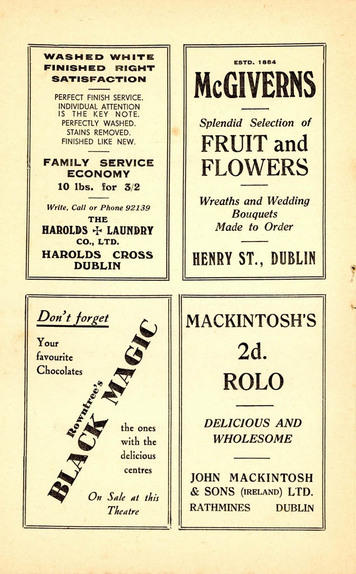 WASHED WHITE
FINISHED RIGHT
SATISFACTION
PERFECT FINISH SERVICE.
INDIVIDUAL ATTENTION
IS THE KEY NOTE.
PERFECTLY WASHED.
STAINS REMOVED.
FINISHED LIKE NEW.
FAMILY SERVICE
ECONOMY
10 lbs. for 3/2
Write, Call or Phone 92139
THE
HAROLDS ✠ LAUNDRY
CO., LTD.
HAROLDS CROSS
DUBLIN
ESTD. 1884
McGIVERNS
Splendid Selection of
FRUIT and
FLOWERS
Wreaths and Wedding
Bouquets
Made to Order
HENRY ST., DUBLIN
Don't forget
Your
favourite
Chocolates
Rowntree's
BLACK MAGIC
the ones
with the
delicious
centres
On Sale at this
Theatre
MACKINTOSH'S
2d.
ROLO
DELICIOUS AND
WHOLESOME
JOHN MACKINTOSH
& SONS (IRELAND) LTD.
RATHMINES DUBLIN